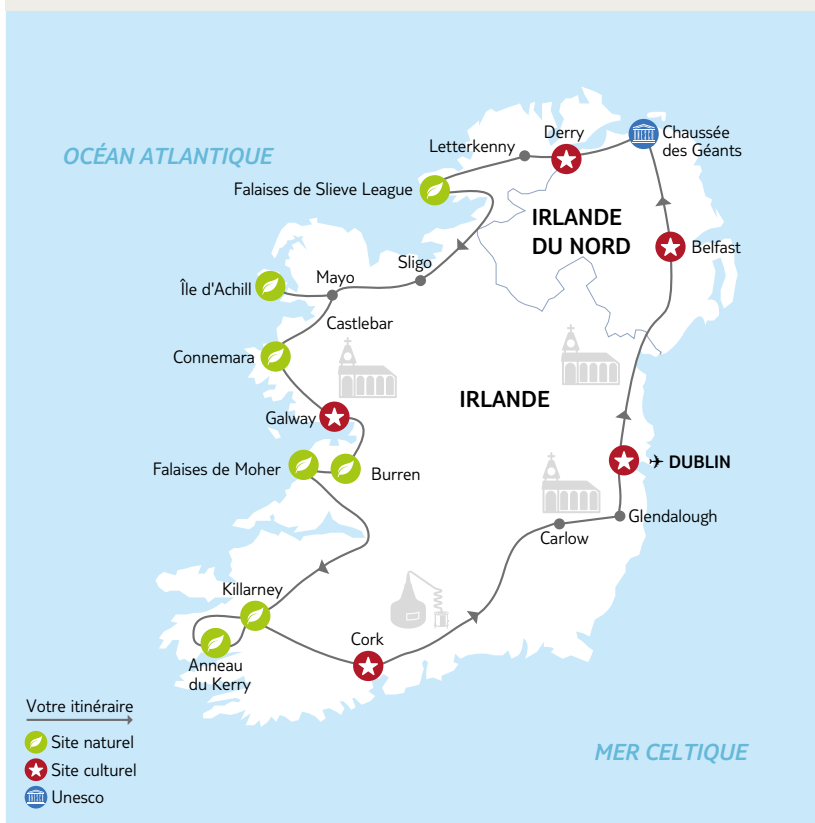 OCÉAN ATLANTIQUE
Letterkenny
Derry
Chaussée
des Géants
Falaises de Slieve League
IRLANDE
DU NORD
Belfast
Sligo
Mayo
Île d'Achill
Castlebar
Connemara
IRLANDE
Galway
Falaises de Moher
Burren
DUBLIN
Glendalough
Carlow
Killarney
Cork
Anneau
du Kerry
Votre itinéraire
Site naturel
Site culturel
Unesco
MER CELTIQUE